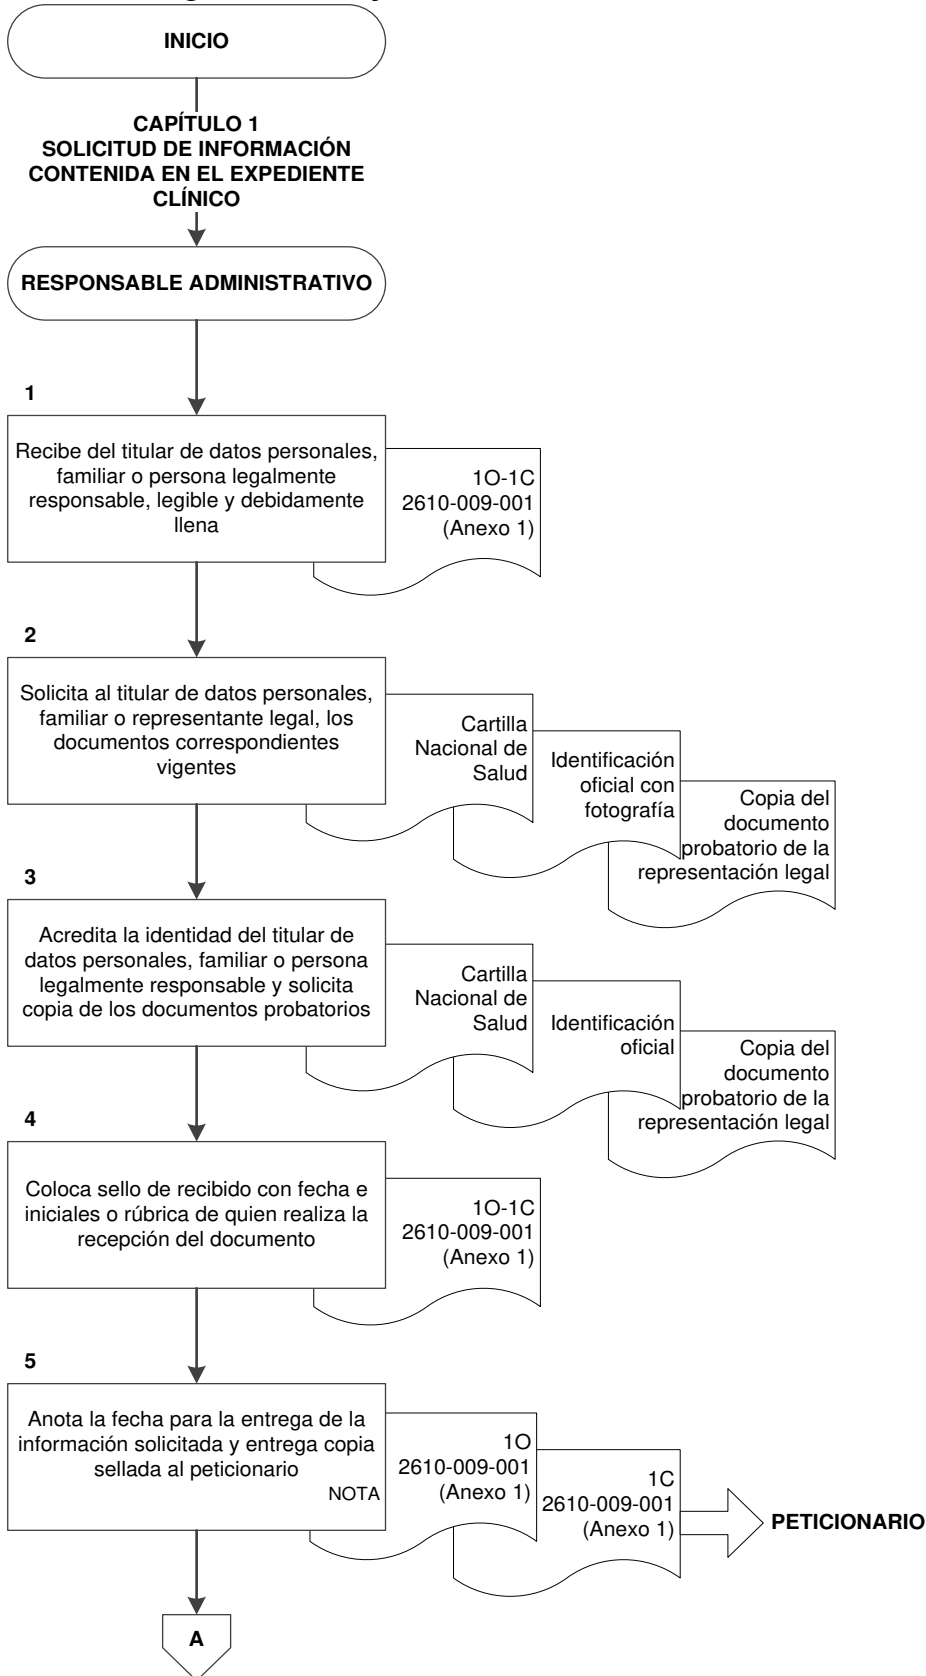 INICIO
CAPÍTULO 1
SOLICITUD DE INFORMACIÓN
CONTENIDA EN EL EXPEDIENTE
CLÍNICO
RESPONSABLE ADMINISTRATIVO
1
Recibe del titular de datos personales,
familiar o persona legalmente
responsable, legible y debidamente
llena
1O-1C
2610-009-001
(Anexo 1)
2
Solicita al titular de datos personales,
familiar o representante legal, los
documentos correspondientes
vigentes
Cartilla
Nacional de
Salud
Identificación
oficial con
fotografía
Copia del
documento
probatorio de la
representación legal
3
Acredita la identidad del titular de
datos personales, familiar o persona
legalmente responsable y solicita
copia de los documentos probatorios
Cartilla
Nacional de
Salud
Identificación
oficial
Copia del
documento
probatorio de la
representación legal
4
Coloca sello de recibido con fecha e
iniciales o rúbrica de quien realiza la
recepción del documento
1O-1C
2610-009-001
(Anexo 1)
5
Anota la fecha para la entrega de la
información solicitada y entrega copia
sellada al peticionario
NOTA
1O
2610-009-001
(Anexo 1)
1C
2610-009-001
(Anexo 1)
PETICIONARIO
A